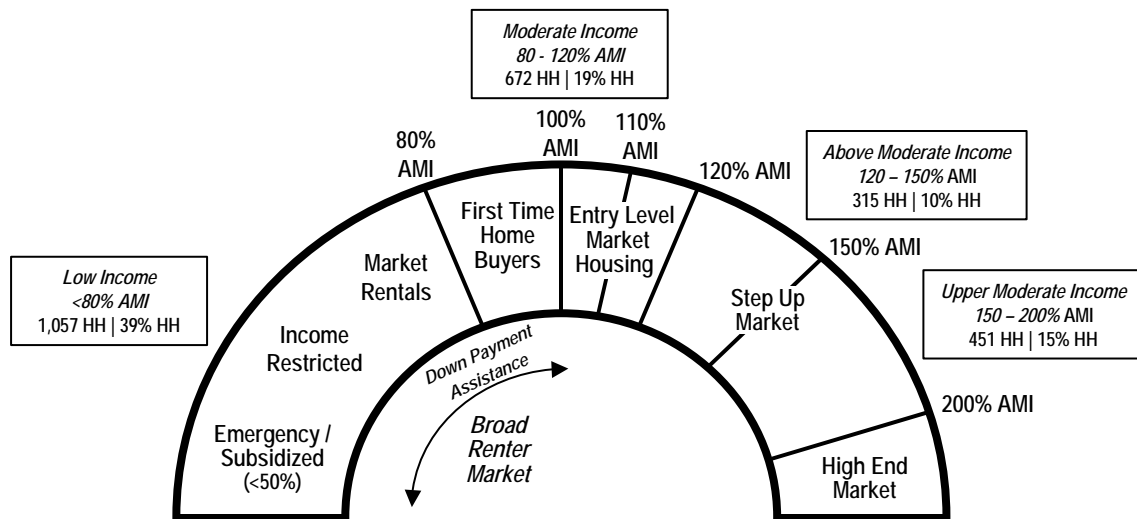 Moderate Income
80 - 120% AMI
672 HH | 19% HH
100%
AMI
110%
AMI
80%
AMI
120% AMI
Above Moderate Income
120 – 150% AMI
315 HH | 10% HH
150% AMI
Upper Moderate Income
150 – 200% AMI
451 HH | 15% HH
200% AMI
Low Income
<80% AMI
1,057 HH | 39% HH
First Time
Home
Buyers
Entry Level
Market
Housing
Market
Rentals
Step Up
Market
Income
Restricted
Down Payment
Assistance
Broad
Renter
Market
Emergency /
Subsidized
(<50%)
High End
Market